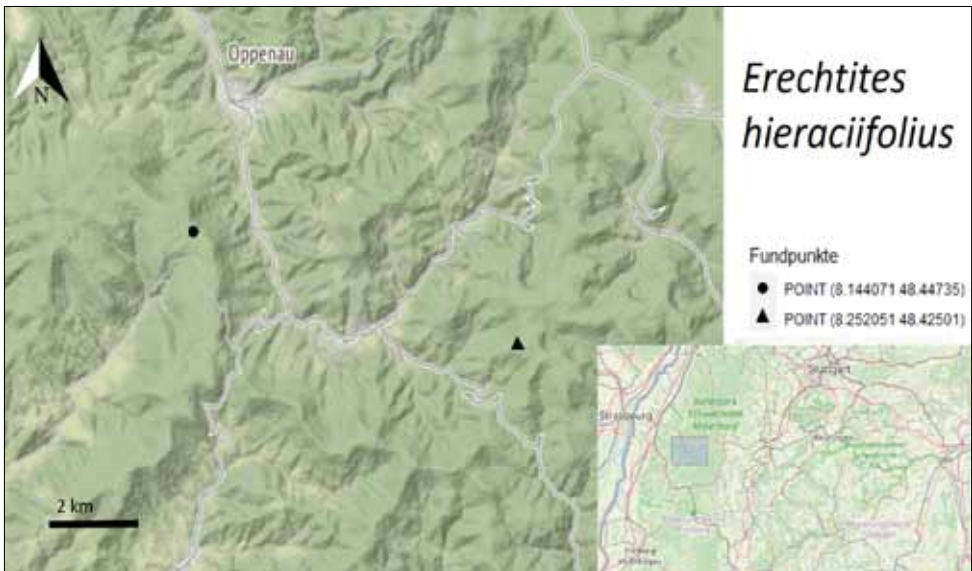 Oppenau
N
Erechtites
hieraciifolius
Fundpunkte
POINT (8.144071 48.44735)
POINT (8.252051 48.42501)
Stuttgart
Strasbourg
2 km